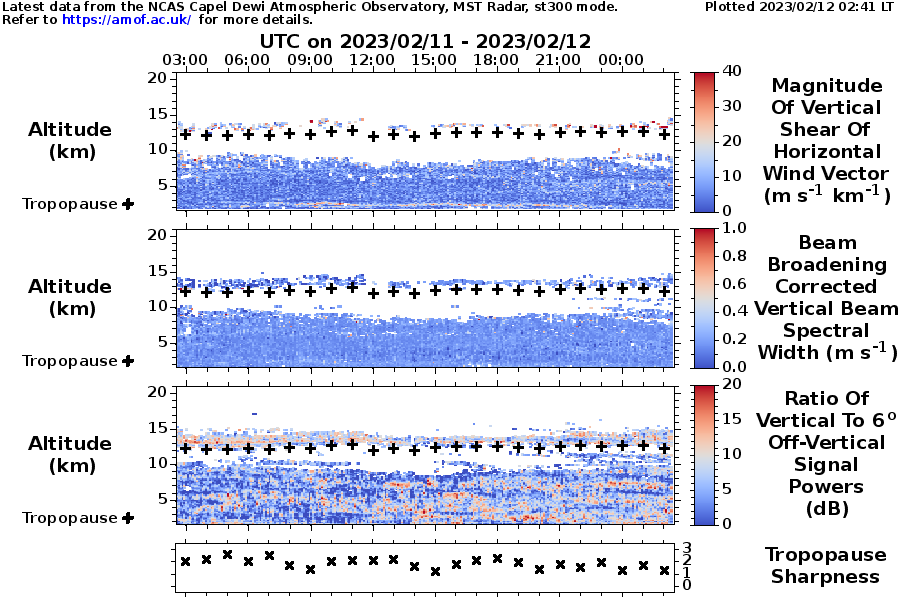 Latest data from the NCAS Capel Dewi Atmospheric Observatory, MST Radar, st300 mode.
Plotted 2023/02/12 02:41 LT
Refer to https://amof.ac.uk/ for more details.
UTC on 2023/02/11 - 2023/02/12
03:00 06:00 09:00 12:00 15:00 18:00 21:00 00:00
20
15
10
5
Altitude
(km)
Tropopause +
40
30
20
10
0
Magnitude
Of Vertical
Shear Of
Horizontal
Wind Vector
(m s-1 km-1)
20
15
10
5
Altitude
(km)
Tropopause +
1.0
0.8
0.6
0.4
0.2
0.0
Beam
Broadening
Corrected
Vertical Beam
Spectral
Width (m s-1)
20
15
10
5
Altitude
(km)
Tropopause +
20
15
10
5
0
Ratio Of
Vertical To 6o
Off-Vertical
Signal
Powers
(dB)
3
2
1
0
Tropopause
Sharpness